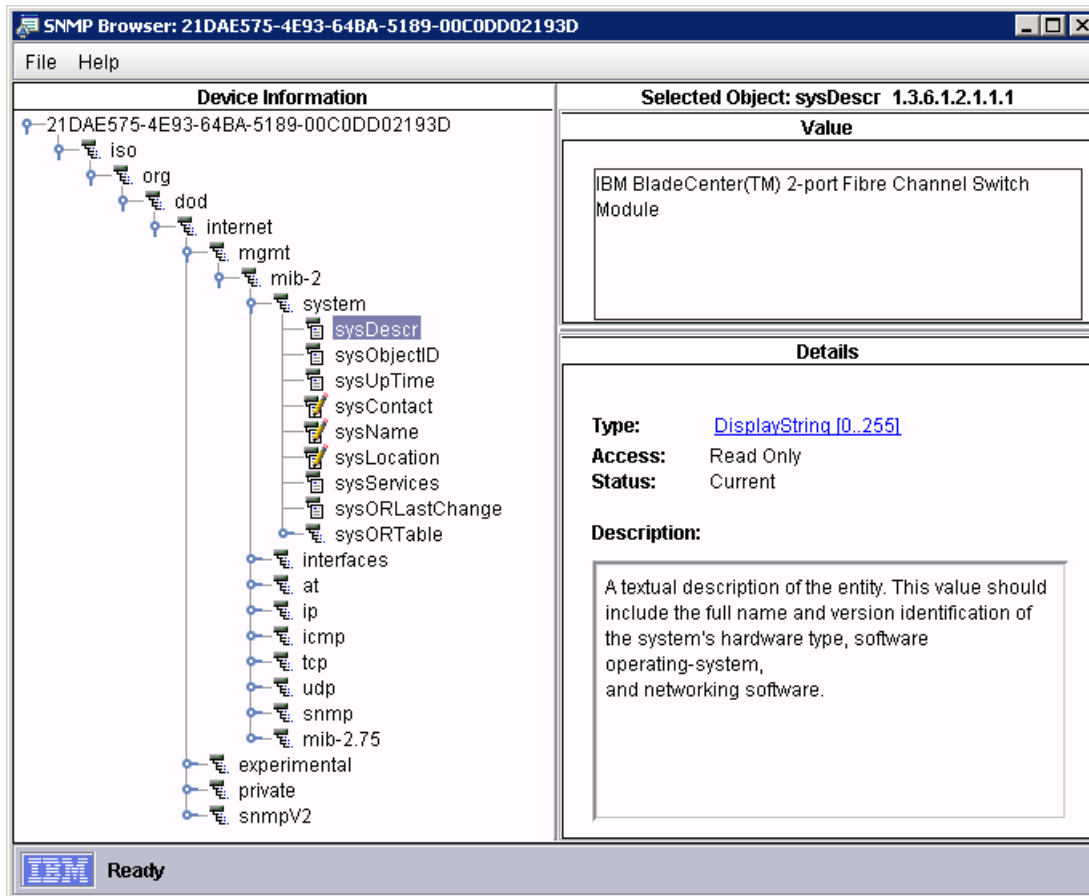 SNMP Browser: 21DAE575-4E93-64BA-5189-00C0DD02193D
File Help
Device Information
21DAE575-4E93-64BA-5189-00C0DD02193D
iso
org
dod
internet
mgmt
mib-2
system
sysDescr
sysObjectID
sysUpTime
sysContact
sysName
sysLocation
sysServices
sysORLastChange
sysORTable
interfaces
at
ip
icmp
tcp
udp
snmp
mib-2.75
experimental
private
snmpV2
Selected Object: sysDescr 1.3.6.1.2.1.1.1
Value
IBM BladeCenter(TM) 2-port Fibre Channel Switch
Module
Details
Type: DisplayString [0..255]
Access: Read Only
Status: Current
Description:
A textual description of the entity. This value should
include the full name and version identification of
the system's hardware type, software
operating-system,
and networking software.
IBM Ready